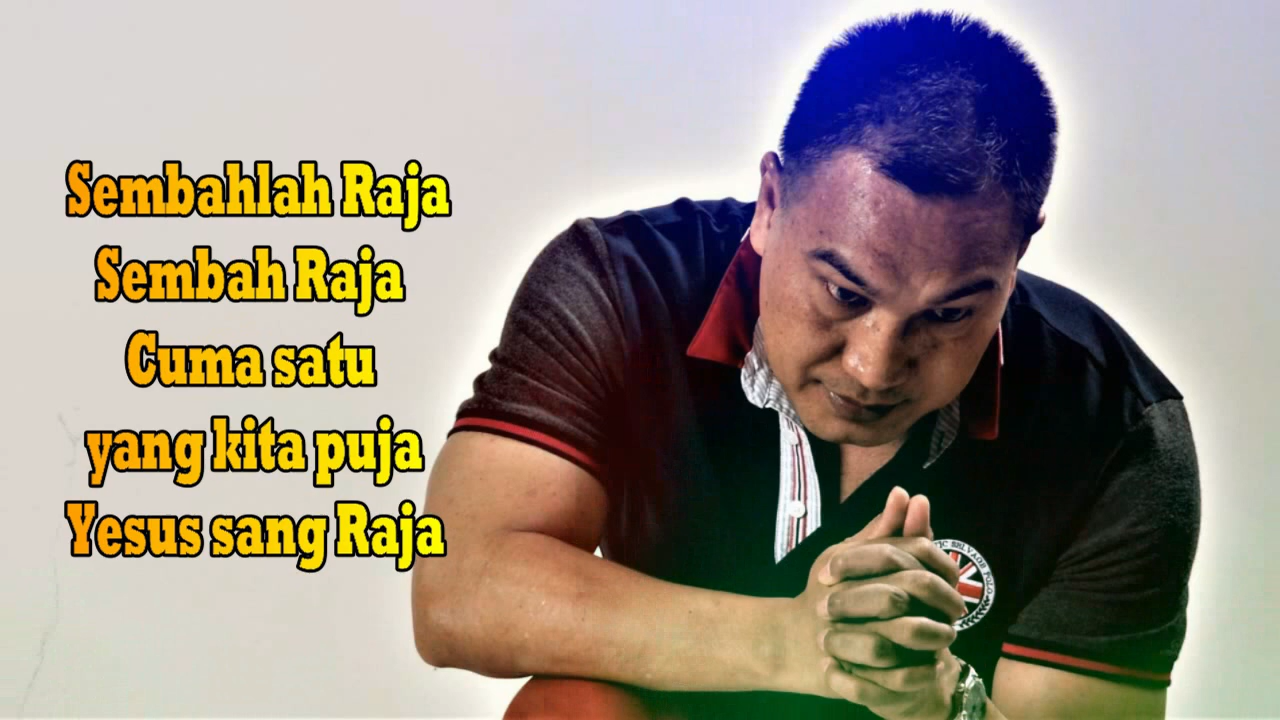 Sembahlah Raja
Sembah Raja
Cuma satu
yang kita puja
Yesus sang Raja